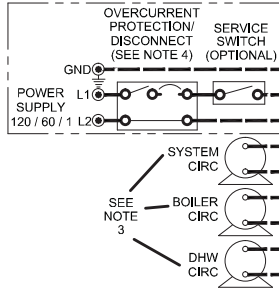 OVERCURRENT
PROTECTION/
DISCONNECT
(SEE NOTE 4)
SERVICE
SWITCH
(OPTIONAL)
GND
POWER
SUPPLY
120 / 60 / 1
L1
L2
SYSTEM
CIRC
SEE
NOTE
3
BOILER
CIRC
DHW
CIRC